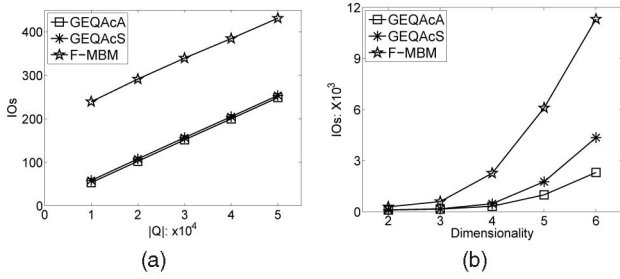 GEQAcA
GEQAcS
F-MBM
IOs
400
300
200
100
0
0 1 2 3 4 5
|Q|: x10^4
(a)
GEQAcA
GEQAcS
F-MBM
IOs: X10^3
12
9
6
3
0
2 3 4 5 6
Dimensionality
(b)